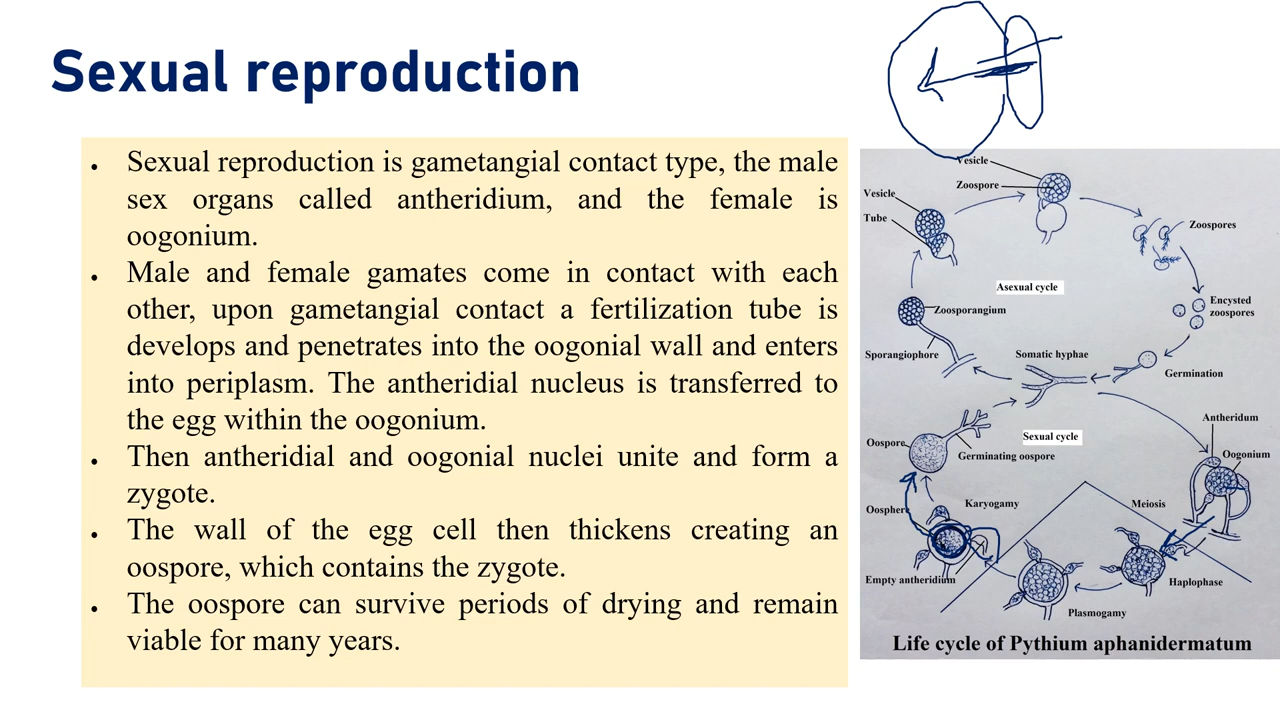 Sexual reproduction
• Sexual reproduction is gametangial contact type, the male
sex organs called antheridium, and the female is
oogonium.
• Male and female gamates come in contact with each
other, upon gametangial contact a fertilization tube is
develops and penetrates into the oogonial wall and enters
into periplasm. The antheridial nucleus is transferred to
the egg within the oogonium.
• Then antheridial and oogonial nuclei unite and form a
zygote.
• The wall of the egg cell then thickens creating an
oospore, which contains the zygote.
• The oospore can survive periods of drying and remain
viable for many years.
Vesicle
Zoospore
Vesicle
Tube
Zoospores
Asexual cycle
Encysted
zoospores
Zoosporangium
Sporangiophore
Somatic hyphae
Germination
Antheridum
Oospore
Sexual cycle
Germinating oospore
Oogonium
Karyogamy
Meiosis
Oosphere
Empty antheridium
Haplophase
Plasmogamy
Life cycle of Pythium aphanidermatum